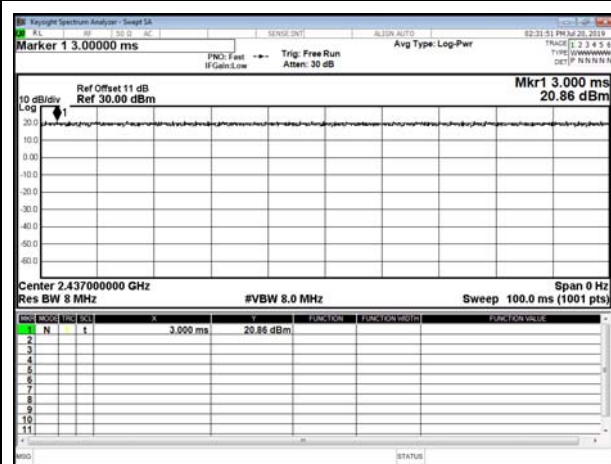 Keysight Spectrum Analyzer - Swept SA
RL RF 50 Ω AC SENSE:INT ALIGN AUTO 02:31:51 PM Jul 20, 2019
Marker 1 3.00000 ms
PNO: Fast
IFGain:Low
Trig: Free Run
Atten: 30 dB
Avg Type: Log-Pwr
TRACE 1 2 3 4 5 6
TYPE WWWWWW
DET P N N N N N
Mkr1 3.000 ms
20.86 dBm
Ref Offset 11 dB
10 dB/div Ref 30.00 dBm
Log
1
20.0
10.0
0.00
-10.0
-20.0
-30.0
-40.0
-50.0
-60.0
Center 2.437000000 GHz Span 0 Hz
Res BW 8 MHz #VBW 8.0 MHz Sweep 100.0 ms (1001 pts)
MKR MODE TRC SCL X Y FUNCTION FUNCTION WIDTH FUNCTION VALUE
1 N 1 t 3.000 ms 20.86 dBm
2
3
4
5
6
7
8
9
10
11
MSG STATUS